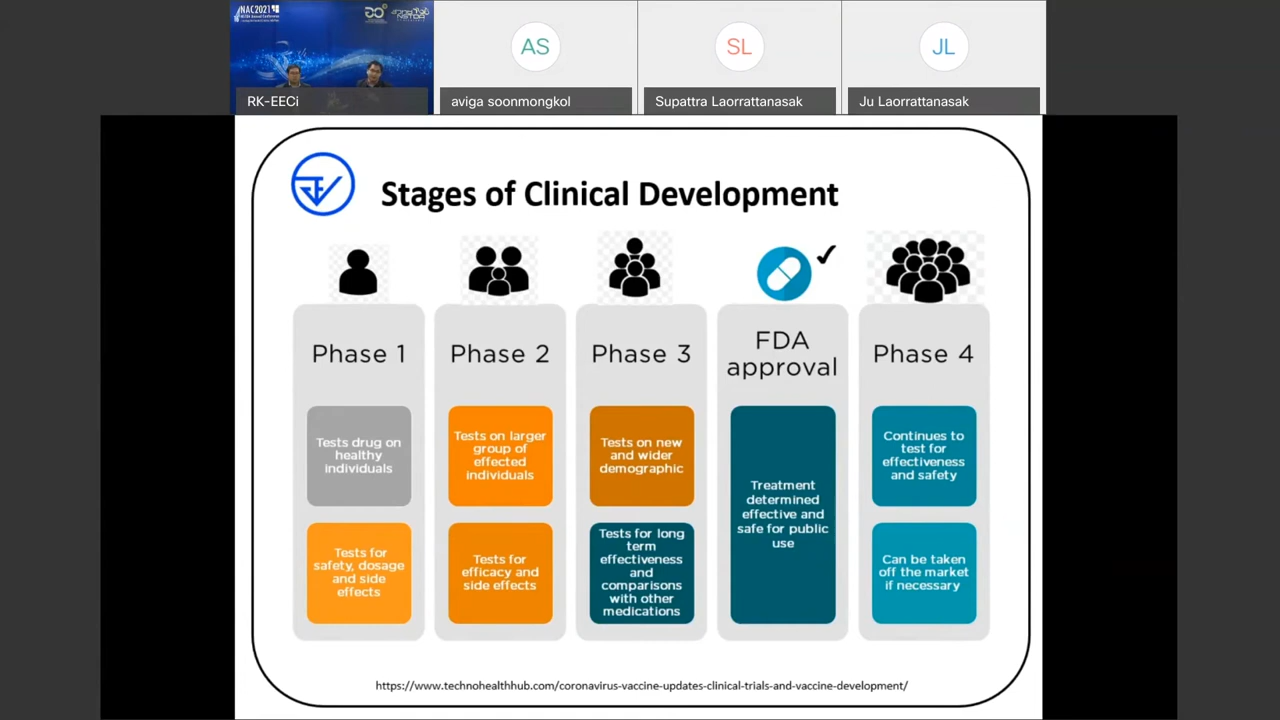 NAC2021
RK-EECi
AS
aviga soonmongkol
SL
Supattra Laorrattanasak
JL
Ju Laorrattanasak
Stages of Clinical Development
Phase 1
Tests drug on
healthy
individuals
Tests for
safety, dosage
and side
effects
Phase 2
Tests on larger
group of
effected
individuals
Tests for
efficacy and
side effects
Phase 3
Tests on new
and wider
demographic
Tests for long
term
effectiveness
and
comparisons
with other
medications
FDA
approval
Treatment
determined
effective and
safe for public
use
Phase 4
Continues to
test for
effectiveness
and safety
Can be taken
off the market
if necessary
https://www.technohealthhub.com/coronavirus-vaccine-updates-clinical-trials-and-vaccine-development/